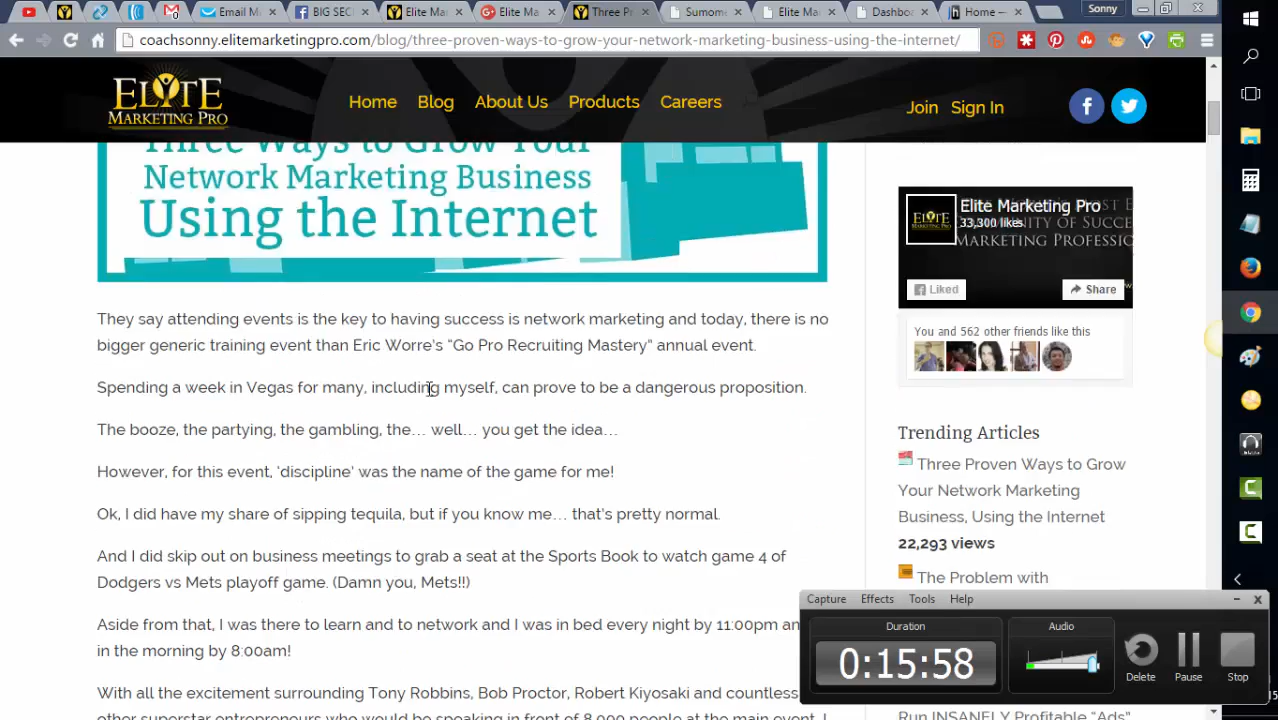 Email M
BIG SEC
Elite Ma
Elite Ma
Three Pr
Sumome
Elite Mar
Dashboa
Home —
Sonny
coachsonny.elitemarketingpro.com/blog/three-proven-ways-to-grow-your-network-marketing-business-using-the-internet/
ELITE
MARKETING PRO
Home
Blog
About Us
Products
Careers
Join
Sign In
Three Ways to Grow Your
Network Marketing Business
Using the Internet
They say attending events is the key to having success is network marketing and today, there is no
bigger generic training event than Eric Worre's "Go Pro Recruiting Mastery" annual event.
Spending a week in Vegas for many, including myself, can prove to be a dangerous proposition.
The booze, the partying, the gambling, the… well… you get the idea…
However, for this event, 'discipline' was the name of the game for me!
Ok, I did have my share of sipping tequila, but if you know me… that's pretty normal.
And I did skip out on business meetings to grab a seat at the Sports Book to watch game 4 of
Dodgers vs Mets playoff game. (Damn you, Mets!!)
Aside from that, I was there to learn and to network and I was in bed every night by 11:00pm an
in the morning by 8:00am!
With all the excitement surrounding Tony Robbins, Bob Proctor, Robert Kiyosaki and countless
other superstar entrepreneurs who would be speaking in front of 8,000 people at the main event, I
Elite Marketing Pro
33,300 likes
UNITY OF SUCCE
MARKETING PROFESSIO
Liked
Share
You and 562 other friends like this
Trending Articles
Three Proven Ways to Grow
Your Network Marketing
Business, Using the Internet
22,293 views
The Problem with
Capture
Effects
Tools
Help
Duration
0:15:58
Audio
Delete
Pause
Stop
Run INSANELY Profitable "Ads"